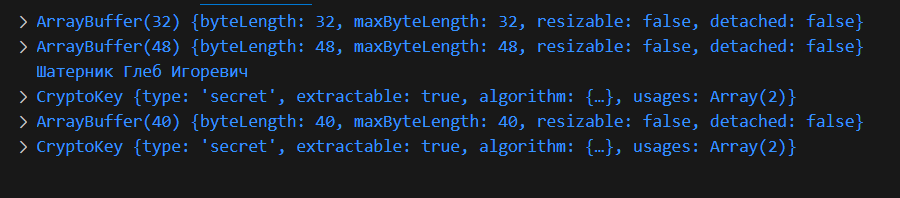 ArrayBuffer(32) {byteLength: 32, maxByteLength: 32, resizable: false, detached: false}
ArrayBuffer(48) {byteLength: 48, maxByteLength: 48, resizable: false, detached: false}
Шатерник Глеб Игоревич
CryptoKey {type: 'secret', extractable: true, algorithm: {…}, usages: Array(2)}
ArrayBuffer(40) {byteLength: 40, maxByteLength: 40, resizable: false, detached: false}
CryptoKey {type: 'secret', extractable: true, algorithm: {…}, usages: Array(2)}